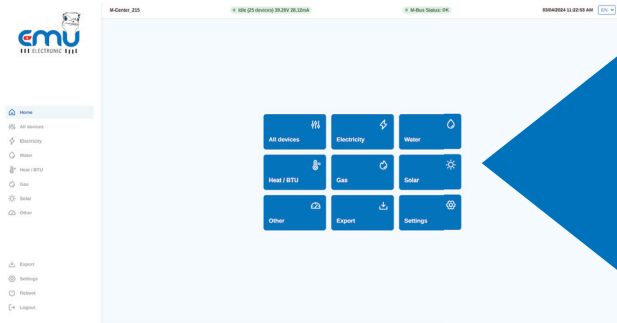 M-Center_215
Idle (25 devices) 39.29V 28.12mA
M-Bus Status: OK
03/04/2024 11:22:53 AM
EN
emu
ELECTRONIC
Home
All devices
Electricity
Water
Heat / BTU
Gas
Solar
Other
Export
Settings
Reboot
Logout
All devices
Electricity
Water
Heat / BTU
Gas
Solar
Other
Export
Settings